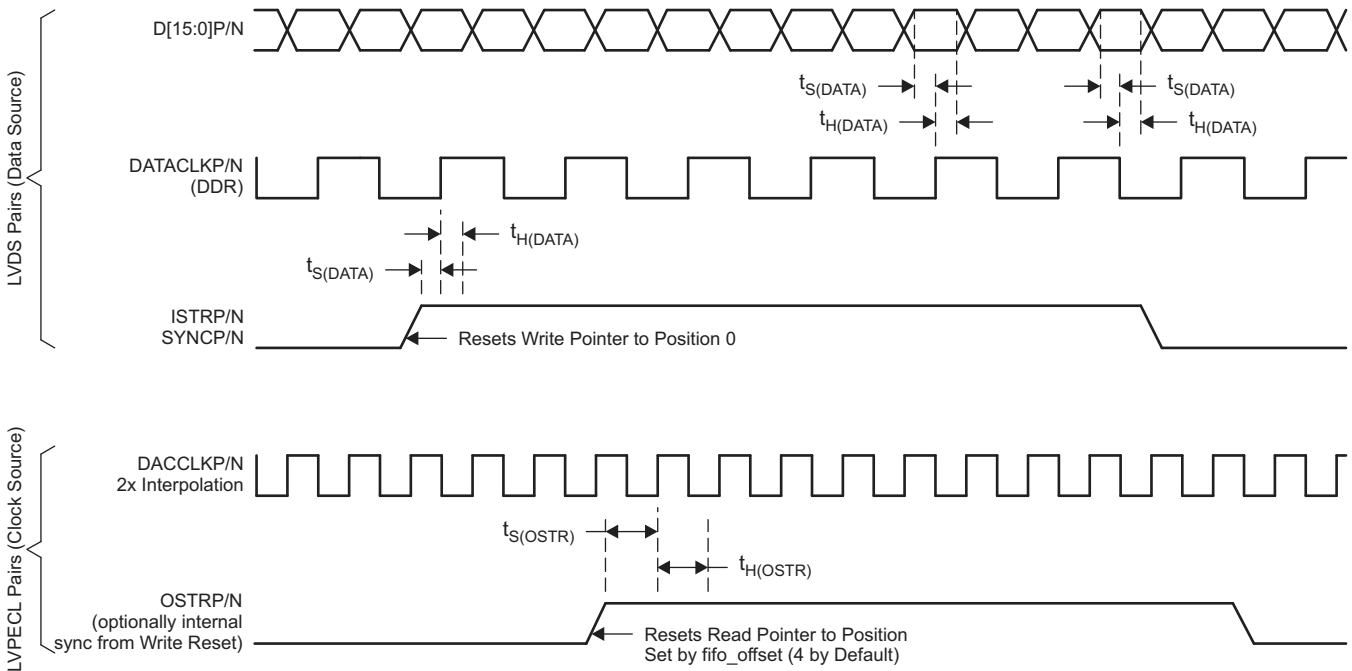 LVDS Pairs (Data Source)
D[15:0]P/N
tS(DATA)
tS(DATA)
tH(DATA)
tH(DATA)
DATACLKP/N
(DDR)
tH(DATA)
tS(DATA)
ISTRP/N
SYNCP/N
Resets Write Pointer to Position 0
LVPECL Pairs (Clock Source)
DACCLKP/N
2x Interpolation
tS(OSTR)
tH(OSTR)
OSTRP/N
(optionally internal
sync from Write Reset)
Resets Read Pointer to Position
Set by fifo_offset (4 by Default)